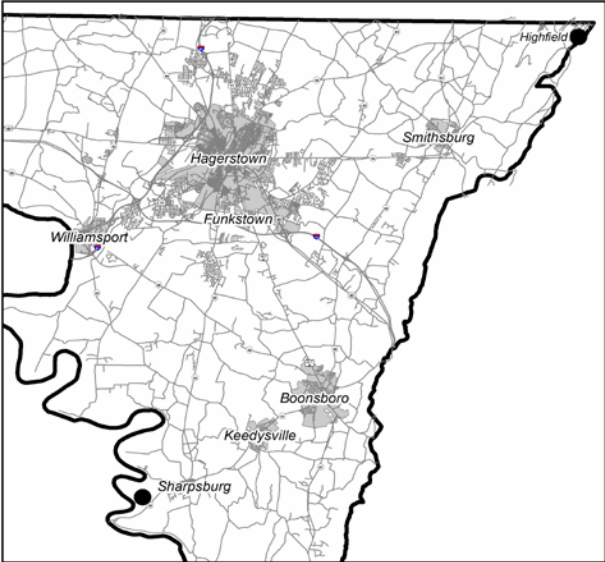 Highfield
Smithsburg
Hagerstown
Funkstown
Williamsport
Boonsboro
Keedysville
Sharpsburg